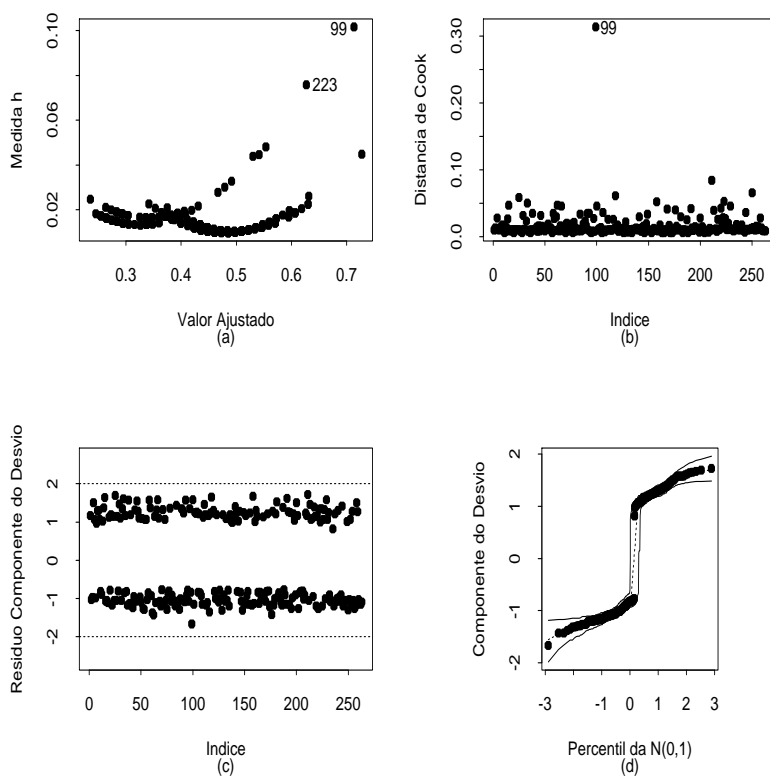 Medida h
0.10
0.06
0.02
99
223
0.3 0.4 0.5 0.6 0.7
Valor Ajustado
(a)
Distancia de Cook
0.30
0.20
0.10
0.0
99
0 50 100 150 200 250
Indice
(b)
Residuo Componente do Desvio
2
1
0
-1
-2
0 50 100 150 200 250
Indice
(c)
Componente do Desvio
2
1
0
-1
-2
-3 -1 0 1 2 3
Percentil da N(0,1)
(d)